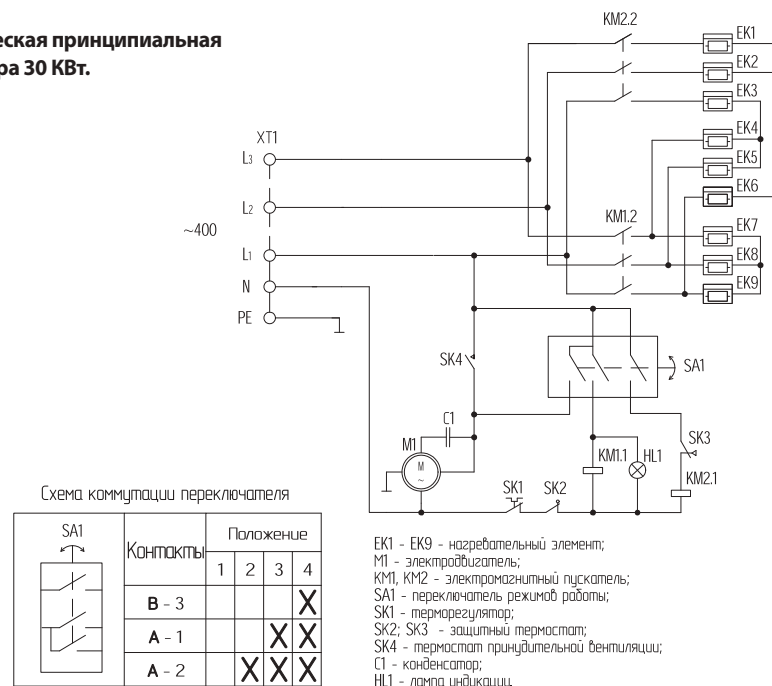 еская принципиальная
ра 30 КВт.
KM2.2
EK1
EK2
EK3
EK4
EK5
EK6
XT1
L3
L2
~400
L1
N
PE
KM1.2
EK7
EK8
EK9
SK4
SA1
C1
M1
M
~
SK3
KM1.1
HL1
KM2.1
SK1
SK2
Схема коммутации переключателя
SA1
Контакты
Положение
1 2 3 4
В - 3 X
А - 1 X X
А - 2 X X X
EK1 - EK9 - нагревательный элемент;
M1 - электродвигатель;
KM1, KM2 - электромагнитный пускатель;
SA1 - переключатель режимов работы;
SK1 - терморегулятор;
SK2; SK3 - защитный термостат;
SK4 - термостат принудительной вентиляции;
C1 - конденсатор;
HL1 - лампа индикации.